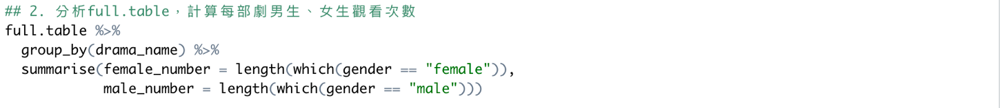 ## 2. 分析full.table，計算每部劇男生、女生觀看次數
full.table %>%
  group_by(drama_name) %>%
  summarise(female_number = length(which(gender == "female")),
            male_number = length(which(gender == "male")))